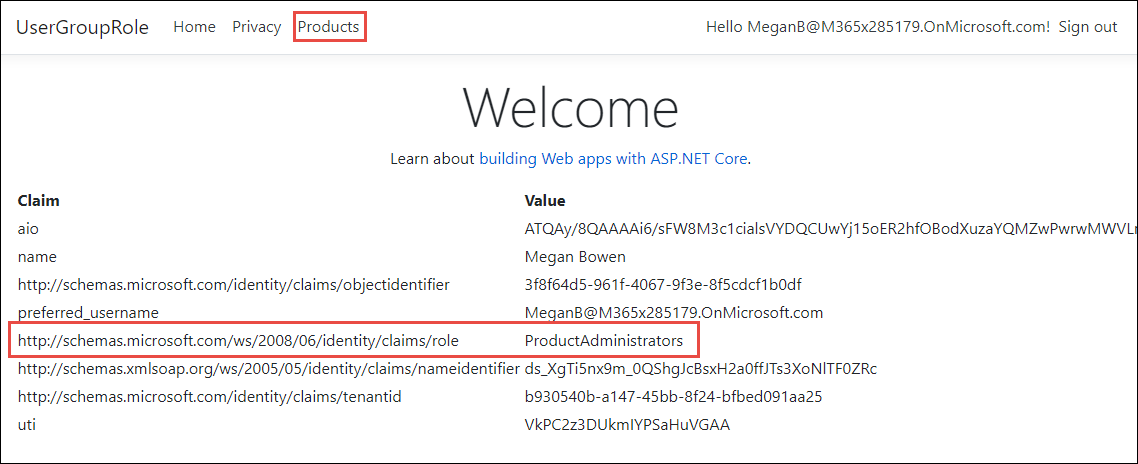 UserGroupRole Home Privacy Products Hello MeganB@M365x285179.OnMicrosoft.com! Sign out
Welcome
Learn about building Web apps with ASP.NET Core.
Claim Value
aio ATQAy/8QAAAAi6/sFW8M3c1cialsVYDQCUwYj15oER2hfOBodXuzaYQMZwPwrwMWVLr
name Megan Bowen
http://schemas.microsoft.com/identity/claims/objectidentifier 3f8f64d5-961f-4067-9f3e-8f5cdcf1b0df
preferred_username MeganB@M365x285179.OnMicrosoft.com
http://schemas.microsoft.com/ws/2008/06/identity/claims/role ProductAdministrators
http://schemas.xmlsoap.org/ws/2005/05/identity/claims/nameidentifier ds_XgTi5nx9m_0QShgJcBsxH2a0ffJTs3XoNlTF0ZRc
http://schemas.microsoft.com/identity/claims/tenantid b930540b-a147-45bb-8f24-bfbed091aa25
uti VkPC2z3DUkmIYPSaHuVGAA